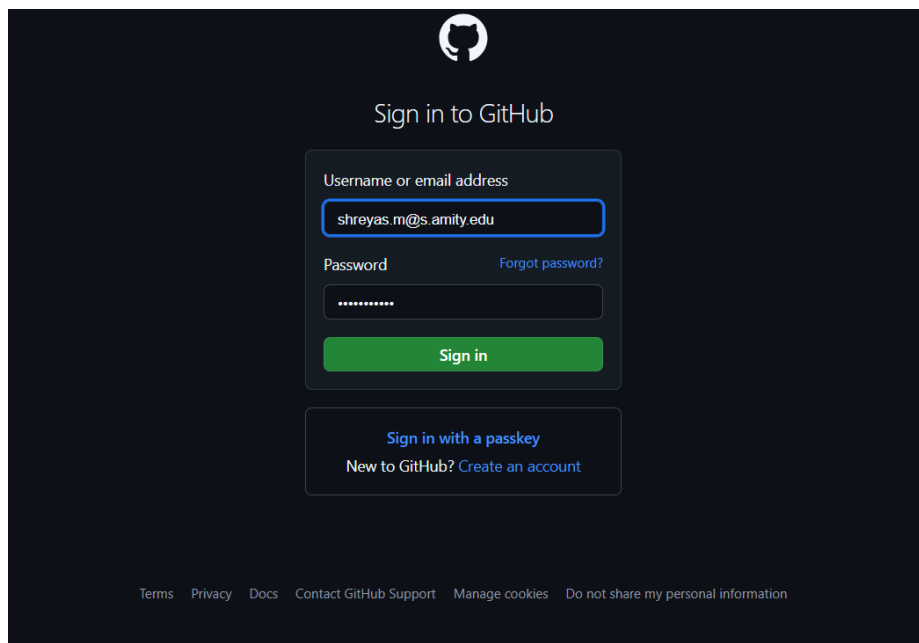 Sign in to GitHub
Username or email address
shreyas.m@s.amity.edu
Password Forgot password?
•••••••••••
Sign in
Sign in with a passkey
New to GitHub? Create an account
Terms Privacy Docs Contact GitHub Support Manage cookies Do not share my personal information